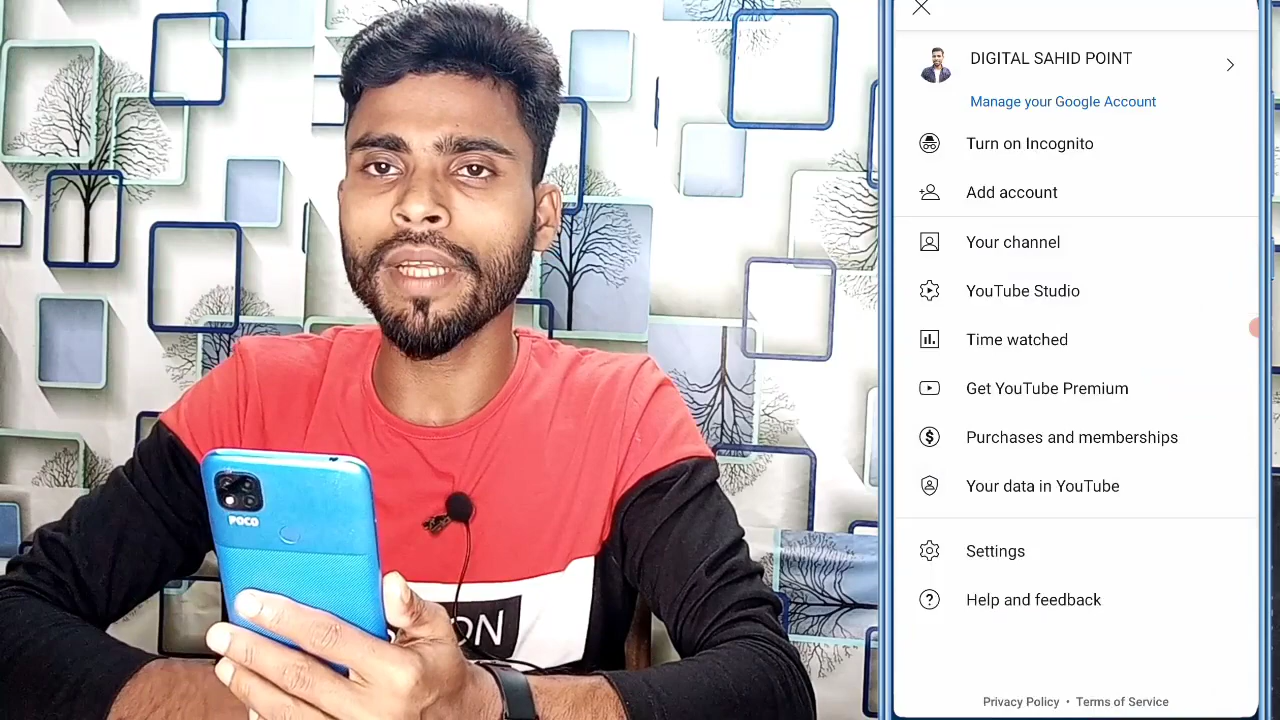 DIGITAL SAHID POINT
Manage your Google Account
Turn on Incognito
Add account
Your channel
YouTube Studio
Time watched
Get YouTube Premium
Purchases and memberships
Your data in YouTube
Settings
Help and feedback
Privacy Policy • Terms of Service
POCO